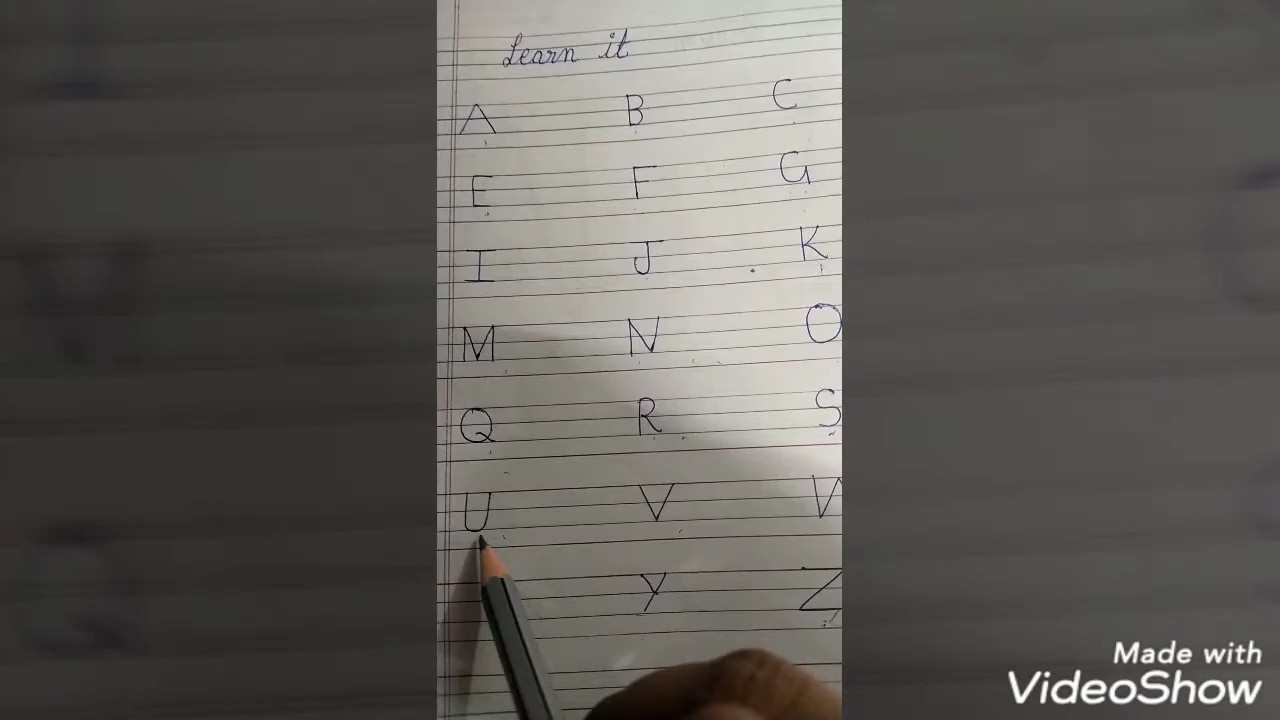 Learn it
A B C
E F G
I J K
M N O
Q R S
U V
Y Z
Made with
VideoShow